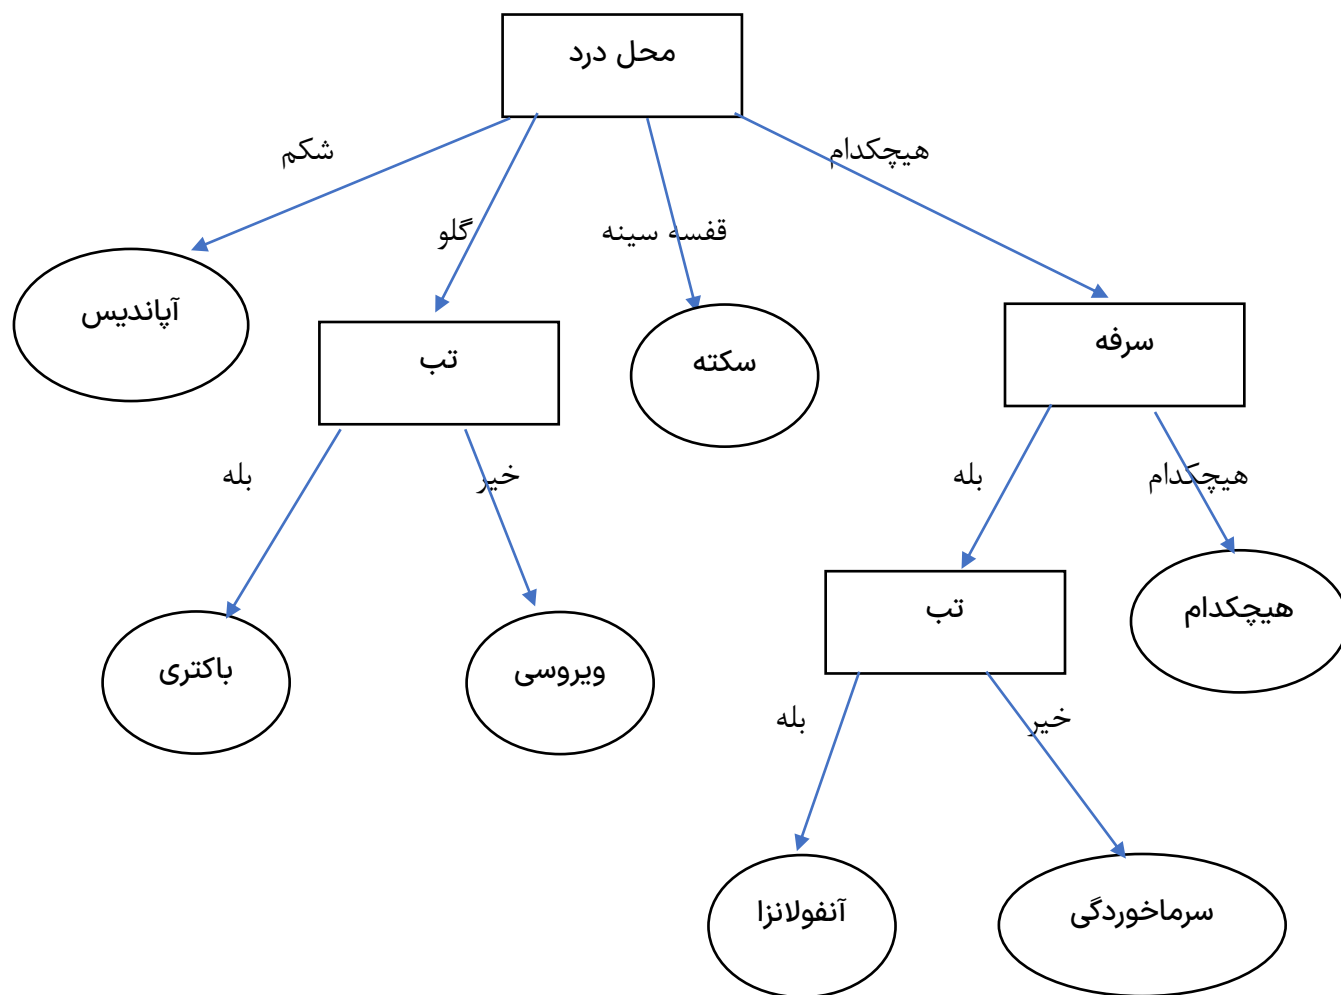 محل درد
هیچکدام
شکم
قفسه سینه
گلو
آپاندیس
سرفه
سکته
تب
هیچکدام
بله
خیر
بله
هیچکدام
تب
ویروسی
باکتری
خیر
بله
سرماخوردگی
آنفولانزا